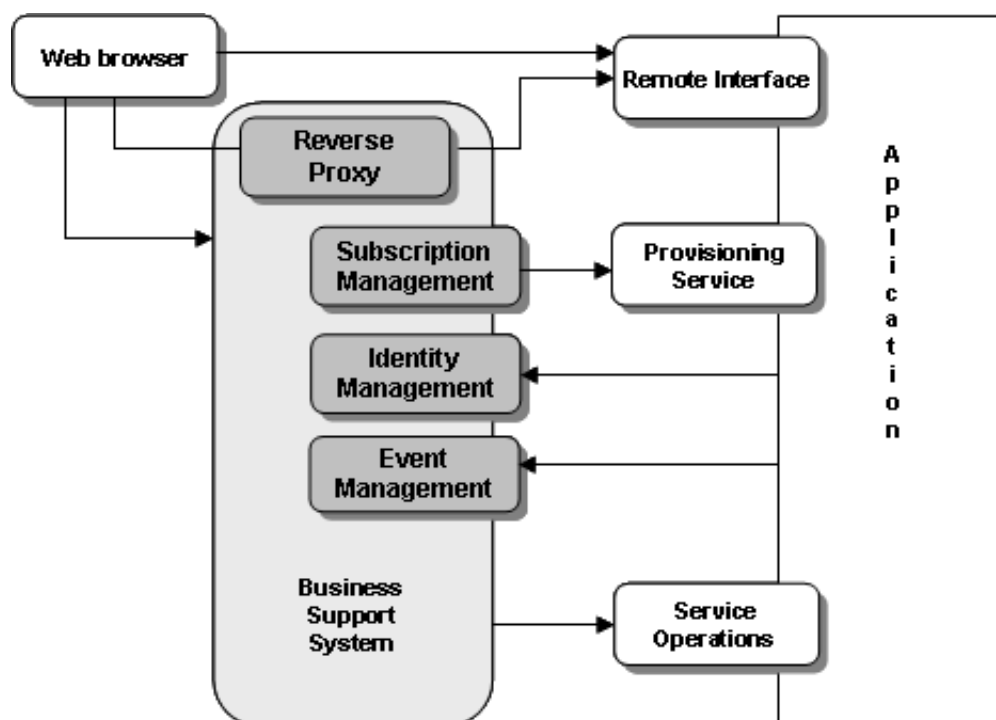 Web browser
Remote Interface
Reverse
Proxy
Subscription
Management
Provisioning
Service
Identity
Management
Event
Management
Business
Support
System
Service
Operations
A
p
p
l
i
c
a
t
i
o
n